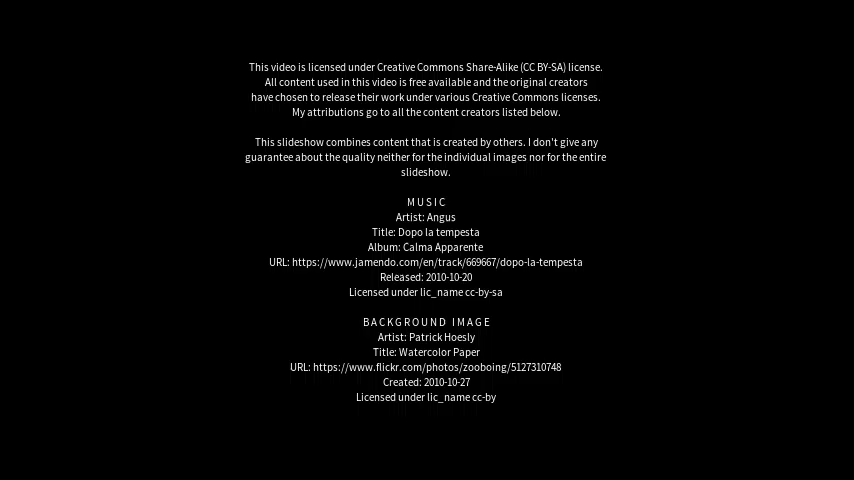 This video is licensed under Creative Commons Share-Alike (CC BY-SA) license.
All content used in this video is free available and the original creators
have chosen to release their work under various Creative Commons licenses.
My attributions go to all the content creators listed below.
This slideshow combines content that is created by others. I don't give any
guarantee about the quality neither for the individual images nor for the entire
slideshow.
MUSIC
Artist: Angus
Title: Dopo la tempesta
Album: Calma Apparente
URL: https://www.jamendo.com/en/track/669667/dopo-la-tempesta
Released: 2010-10-20
Licensed under lic_name cc-by-sa
BACKGROUND IMAGE
Artist: Patrick Hoesly
Title: Watercolor Paper
URL: https://www.flickr.com/photos/zooboing/5127310748
Created: 2010-10-27
Licensed under lic_name cc-by